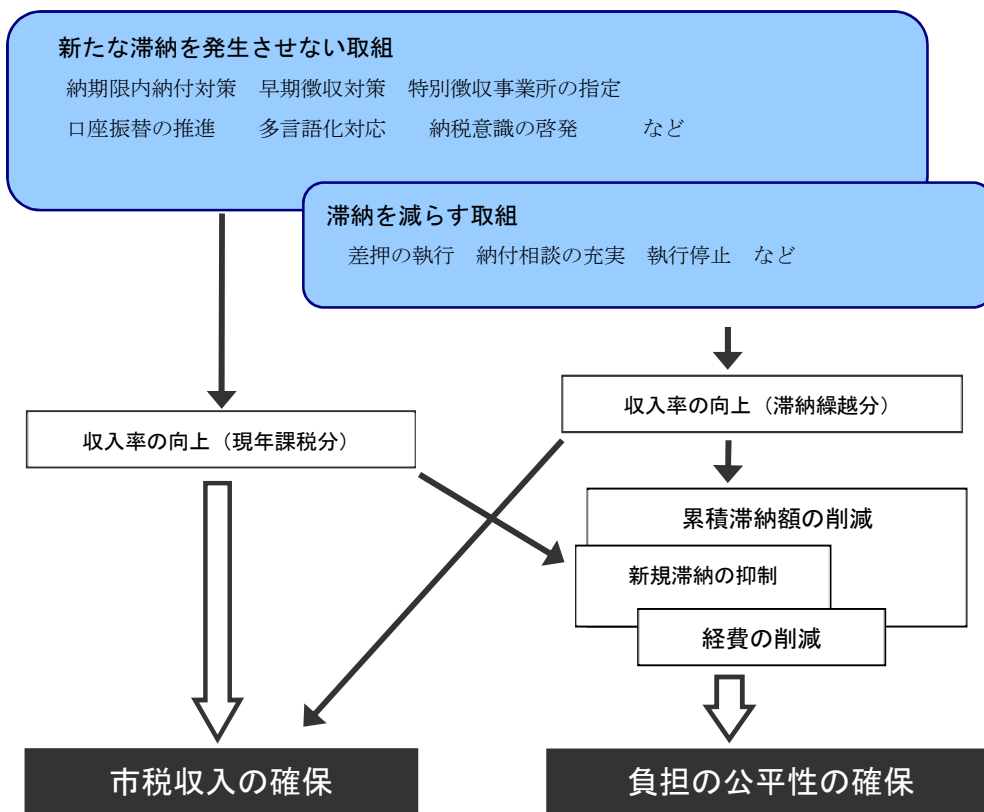 新たな滞納を発生させない取組
納期限内納付対策　早期徴収対策　特別徴収事業所の指定
口座振替の推進　多言語化対応　納税意識の啓発　など
滞納を減らす取組
差押の執行　納付相談の充実　執行停止　など
収入率の向上（滞納繰越分）
収入率の向上（現年課税分）
累積滞納額の削減
新規滞納の抑制
経費の削減
市税収入の確保
負担の公平性の確保